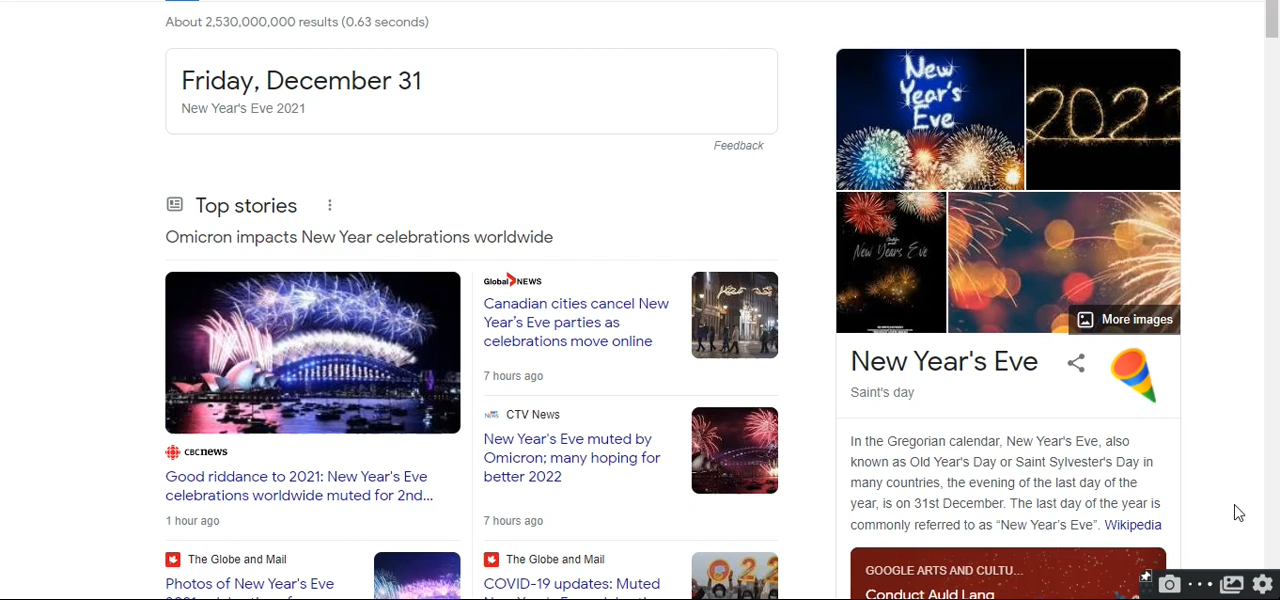 About 2,530,000,000 results (0.63 seconds)
Friday, December 31
New Year's Eve 2021
Feedback
Top stories
Omicron impacts New Year celebrations worldwide
CBCNEWS
Good riddance to 2021: New Year's Eve
celebrations worldwide muted for 2nd...
1 hour ago
Global NEWS
Canadian cities cancel New
Year's Eve parties as
celebrations move online
7 hours ago
CTV News
New Year's Eve muted by
Omicron; many hoping for
better 2022
7 hours ago
The Globe and Mail
Photos of New Year's Eve
The Globe and Mail
COVID-19 updates: Muted
New
Year's
Eve
New Years Eve
More images
New Year's Eve
Saint's day
In the Gregorian calendar, New Year's Eve, also
known as Old Year's Day or Saint Sylvester's Day in
many countries, the evening of the last day of the
year, is on 31st December. The last day of the year is
commonly referred to as “New Year's Eve”. Wikipedia
GOOGLE ARTS AND CULTU...
Conduct Auld Lang